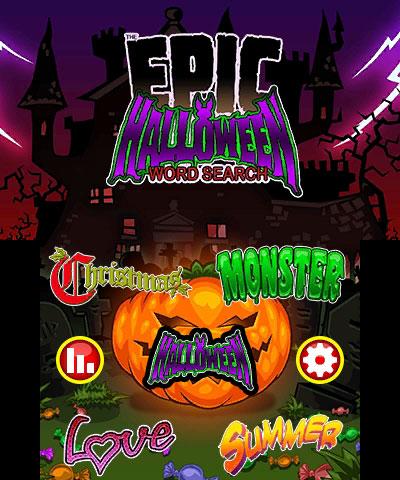 THE
EPIC
HALLOWEEN
WORD SEARCH
Christmas
MONSTER
HALLOWEEN
Love
SUMMER